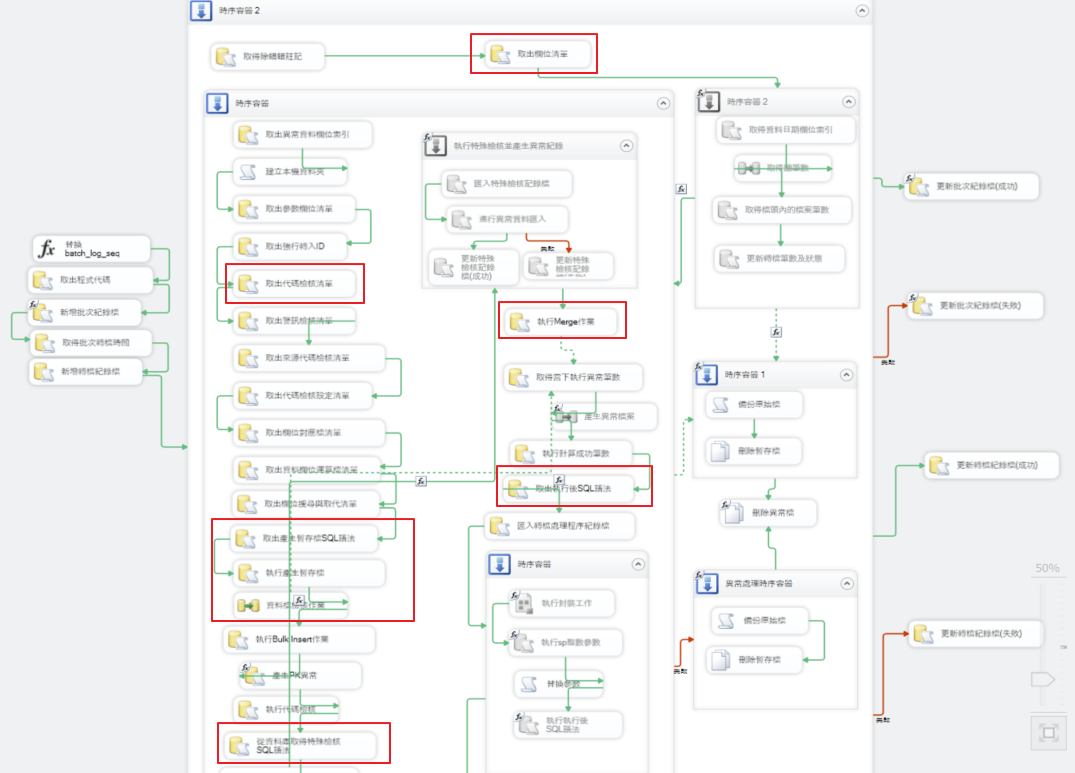 時序容器 2
取得除錯輯註記
取出欄位清單
時序容器
取出異常資料欄位索引
建立本機資料夾
取出參數欄位清單
取出強行轉入ID
取出代碼檢核清單
取出警訊檢核清單
取出來源代碼檢核清單
取出代碼檢核設定清單
取出欄位對應檔清單
取出資料欄位運算檔清單
取出欄位搜尋與取代清單
取出產生暫存檔SQL語法
執行產生暫存檔
資料檔檢核作業
執行Bulk Insert作業
產生PK異常
執行代碼檢核
從資料庫取得特殊檢核
SQL語法
執行特殊檢核並產生異常紀錄
匯入特殊檢核記錄檔
進行異常資料匯入
失敗
更新特殊
檢核記錄
檔(成功)
更新特殊
檢核記錄
執行Merge作業
取得當下執行異常筆數
產生異常檔案
執行計算成功筆數
取出執行後SQL語法
匯入轉檔處理程序紀錄檔
時序容器
執行封裝工作
執行sp取數參數
替換參數
執行執行後
SQL語法
時序容器 2
取得資料日期欄位索引
取得檔頭內的檔案筆數
更新轉檔筆數及狀態
時序容器 1
備份原始檔
刪除暫存檔
刪除異常檔
異常處理時序容器
備份原始檔
刪除暫存檔
失敗
替換
batch_log_seq
取出程式代碼
新增批次紀錄檔
取得批次轉檔時間
新增轉檔紀錄檔
更新批次紀錄檔(成功)
更新批次紀錄檔(失敗)
失敗
更新轉檔紀錄檔(成功)
更新轉檔紀錄檔(失敗)
失敗
50%